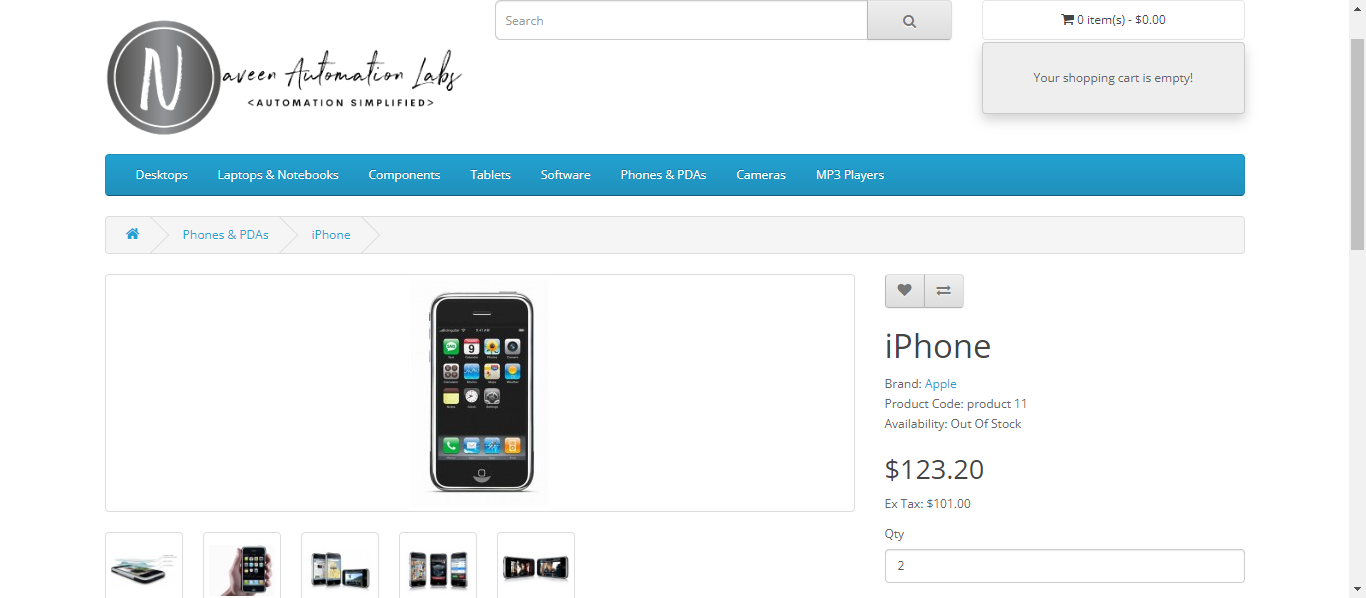 Search
0 item(s) - $0.00
N
aveen Automation Labs
<AUTOMATION SIMPLIFIED>
Your shopping cart is empty!
Desktops Laptops & Notebooks Components Tablets Software Phones & PDAs Cameras MP3 Players
Phones & PDAs iPhone
iPhone
Brand: Apple
Product Code: product 11
Availability: Out Of Stock
$123.20
Ex Tax: $101.00
Qty
2